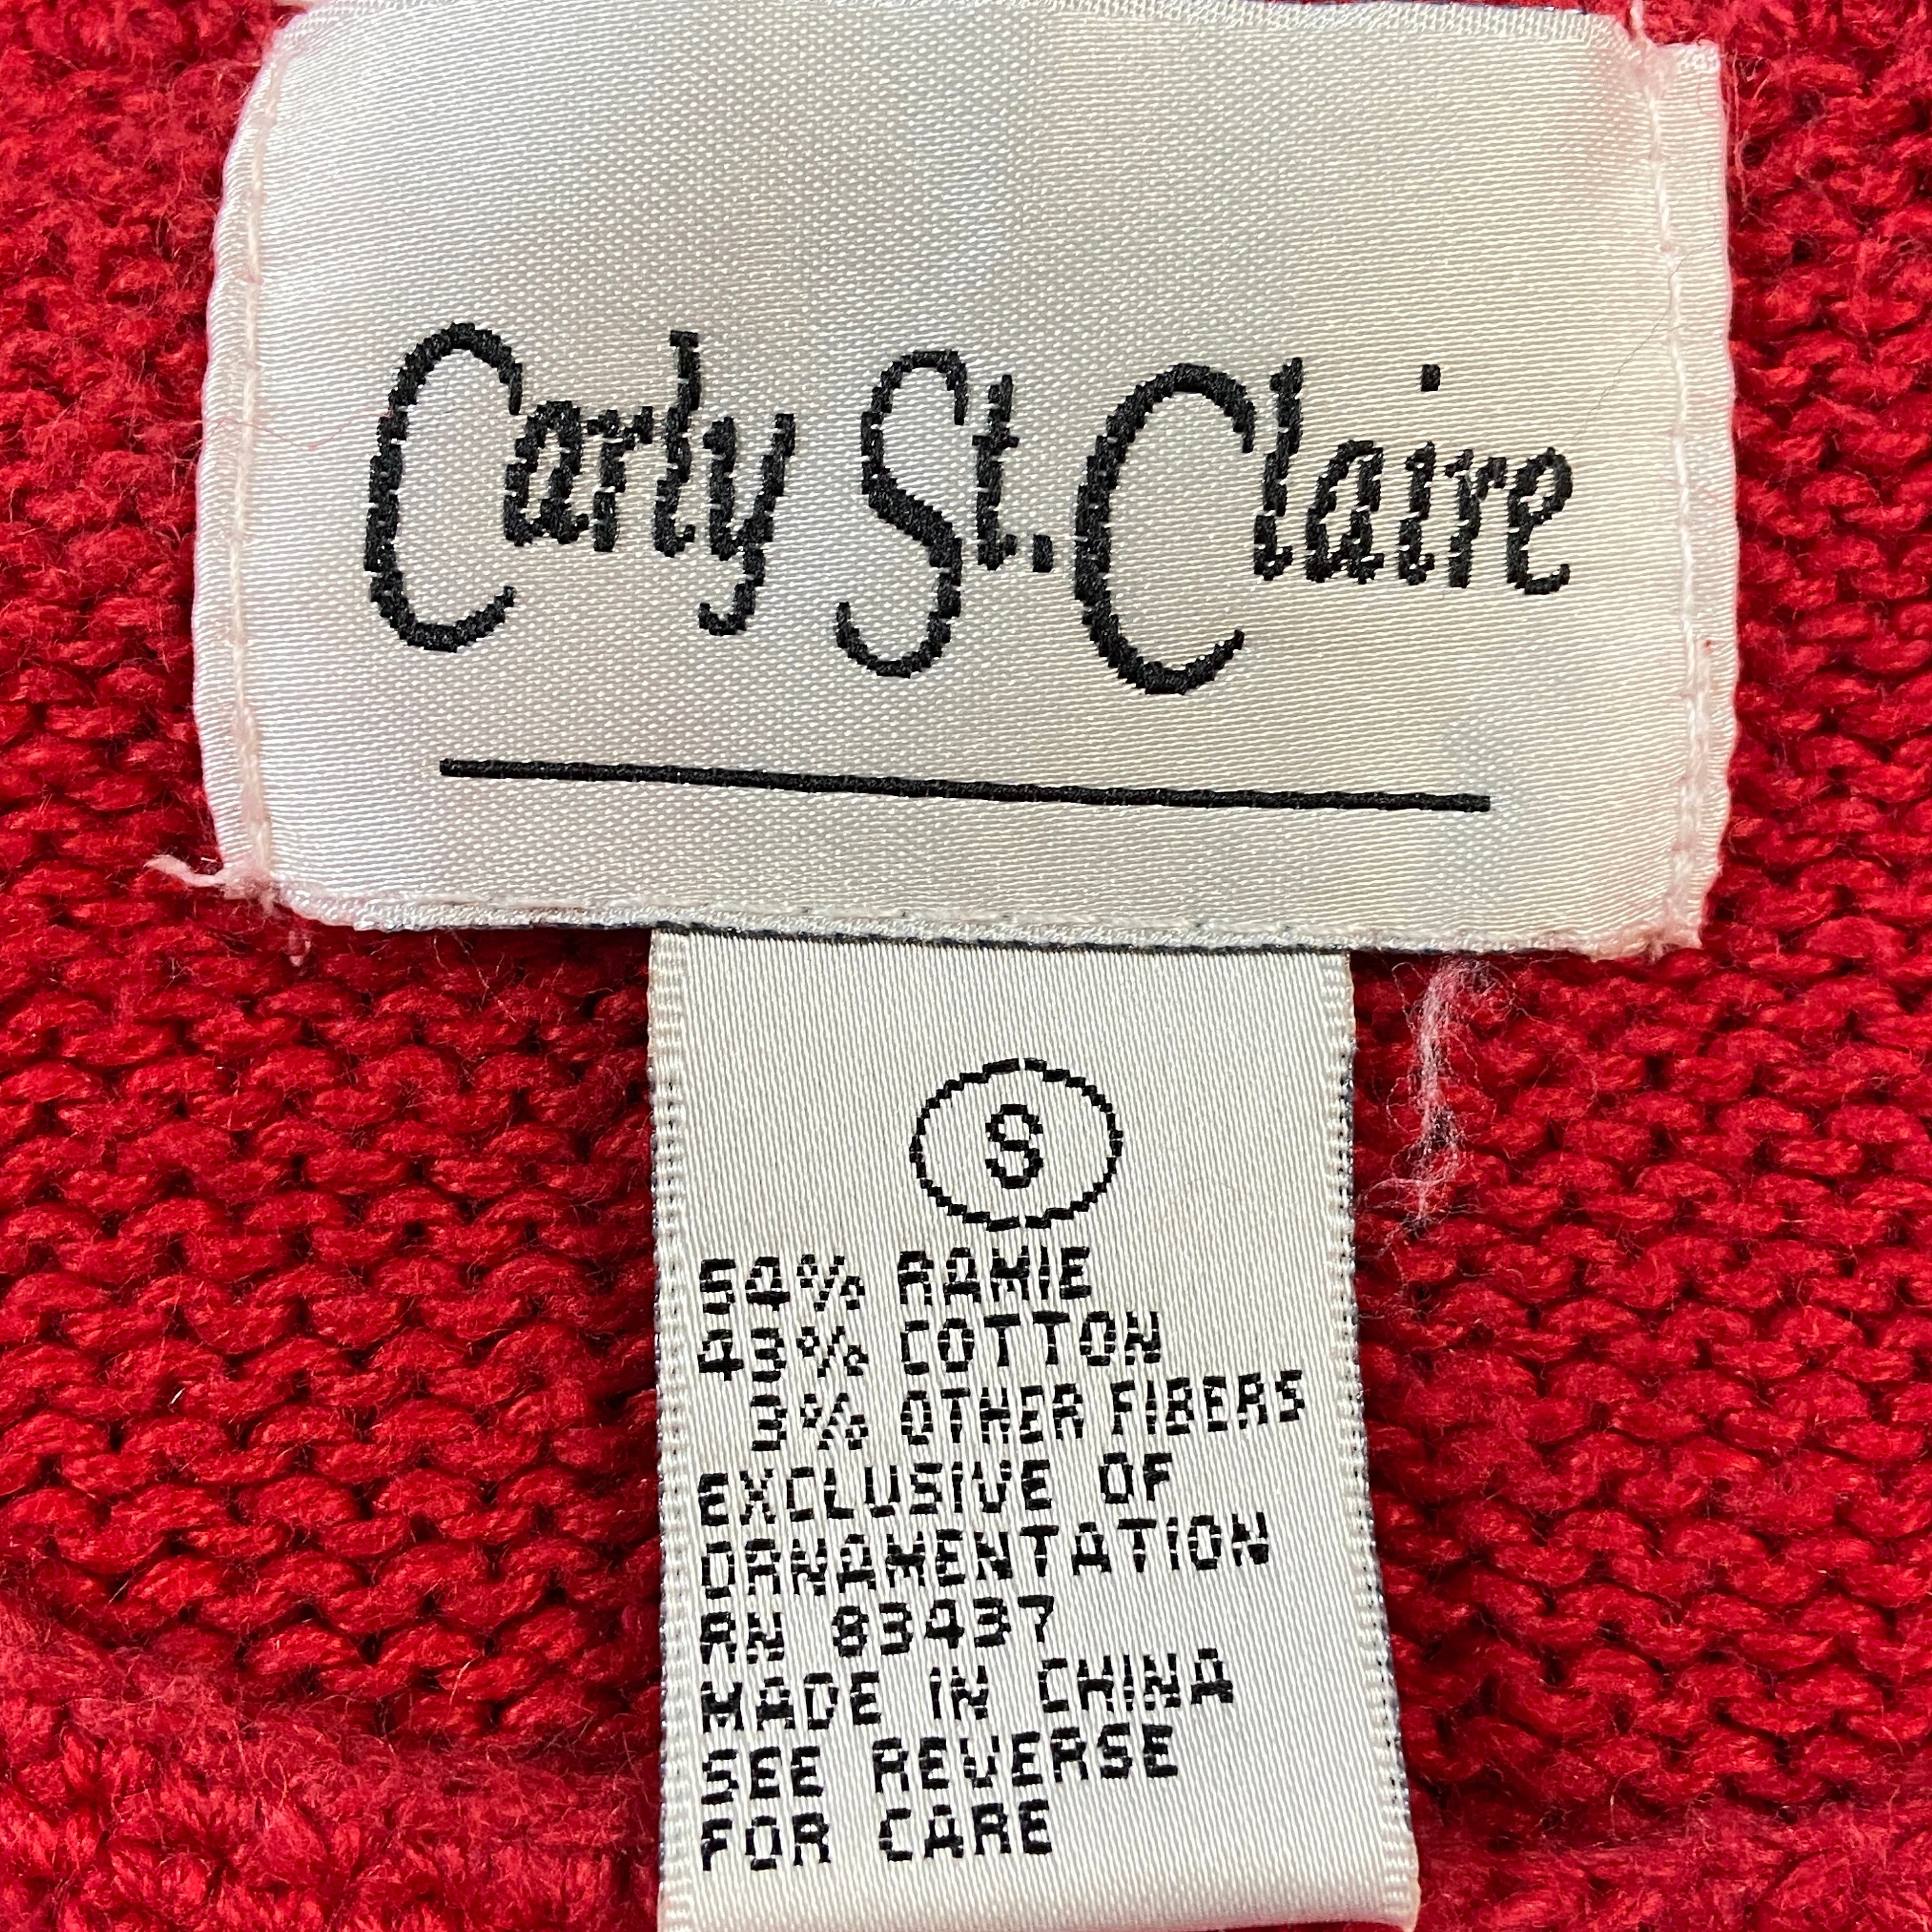 Carly St. Claire
S
54% RAMIE
43% COTTON
3% OTHER FIBERS
EXCLUSIVE OF
ORNAMENTATION
RN 83437
MADE IN CHINA
SEE REVERSE
FOR CARE